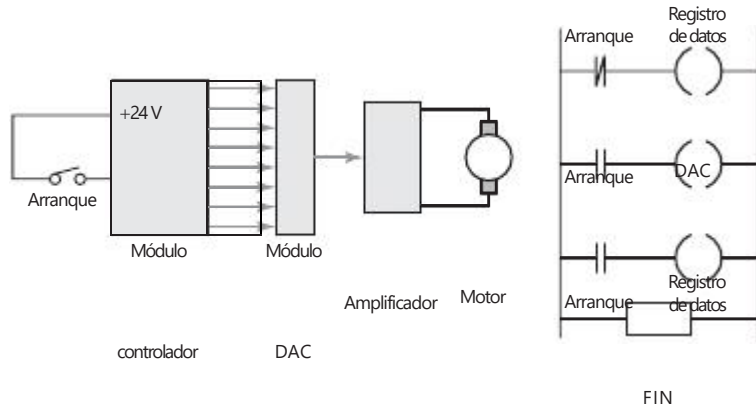 +24 V
Arranque
Módulo
Módulo
Amplificador
Motor
controlador
DAC
Registro
de datos
Arranque
Arranque
DAC
Registro
de datos
Arranque
FIN